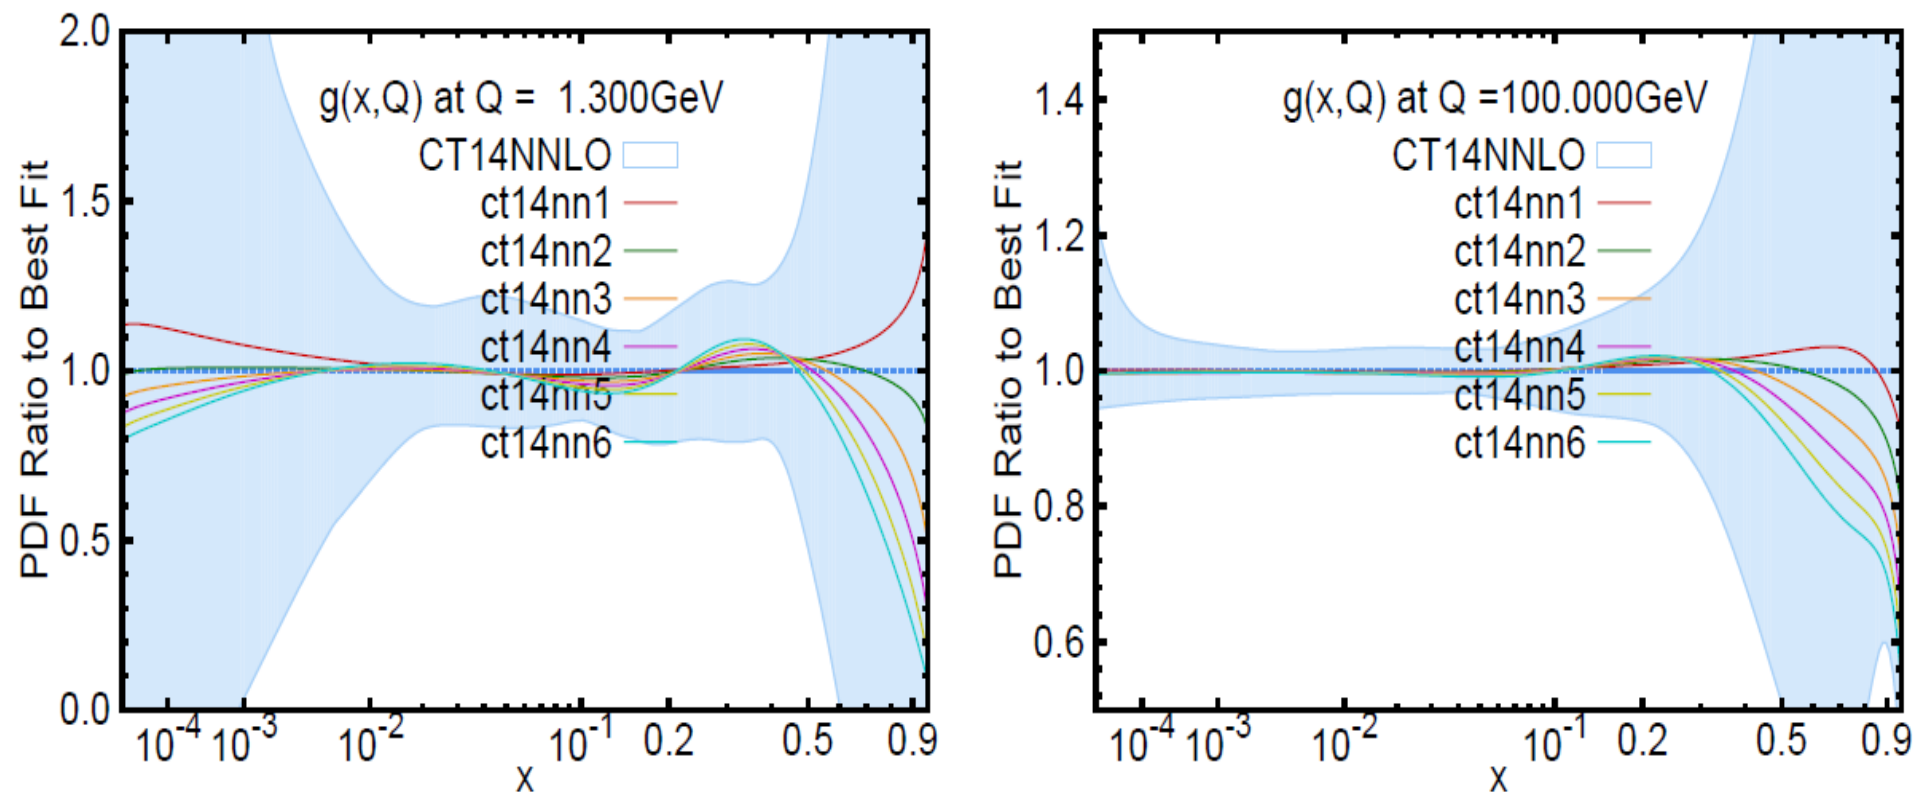 PDF Ratio to Best Fit
2.0
1.5
1.0
0.5
0.0
g(x,Q) at Q = 1.300GeV
CT14NNLO
ct14nn1
ct14nn2
ct14nn3
ct14nn4
ct14nn5
ct14nn6
10-4 10-3 10-2 10-1 0.2 0.5 0.9
x
PDF Ratio to Best Fit
1.4
1.2
1.0
0.8
0.6
g(x,Q) at Q =100.000GeV
CT14NNLO
ct14nn1
ct14nn2
ct14nn3
ct14nn4
ct14nn5
ct14nn6
10-4 10-3 10-2 10-1 0.2 0.5 0.9
x